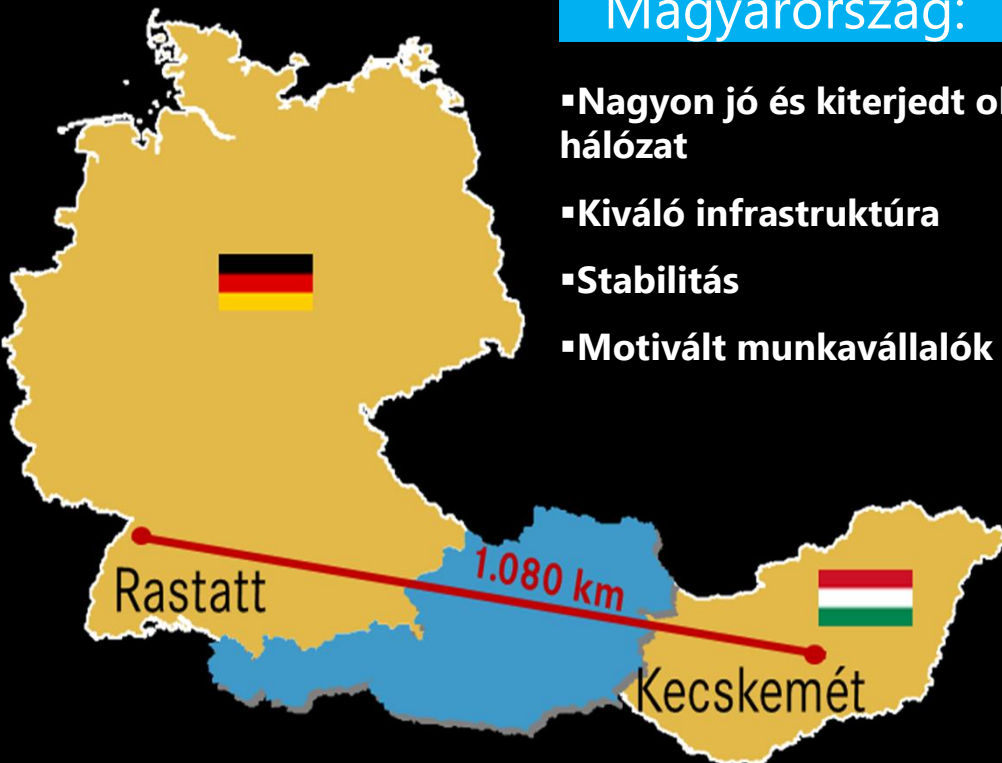 Magyarország:
▪Nagyon jó és kiterjedt
hálózat
▪Kiváló infrastruktúra
▪Stabilitás
▪Motivált munkavállalók
1.080 km
Rastatt
Kecskemét